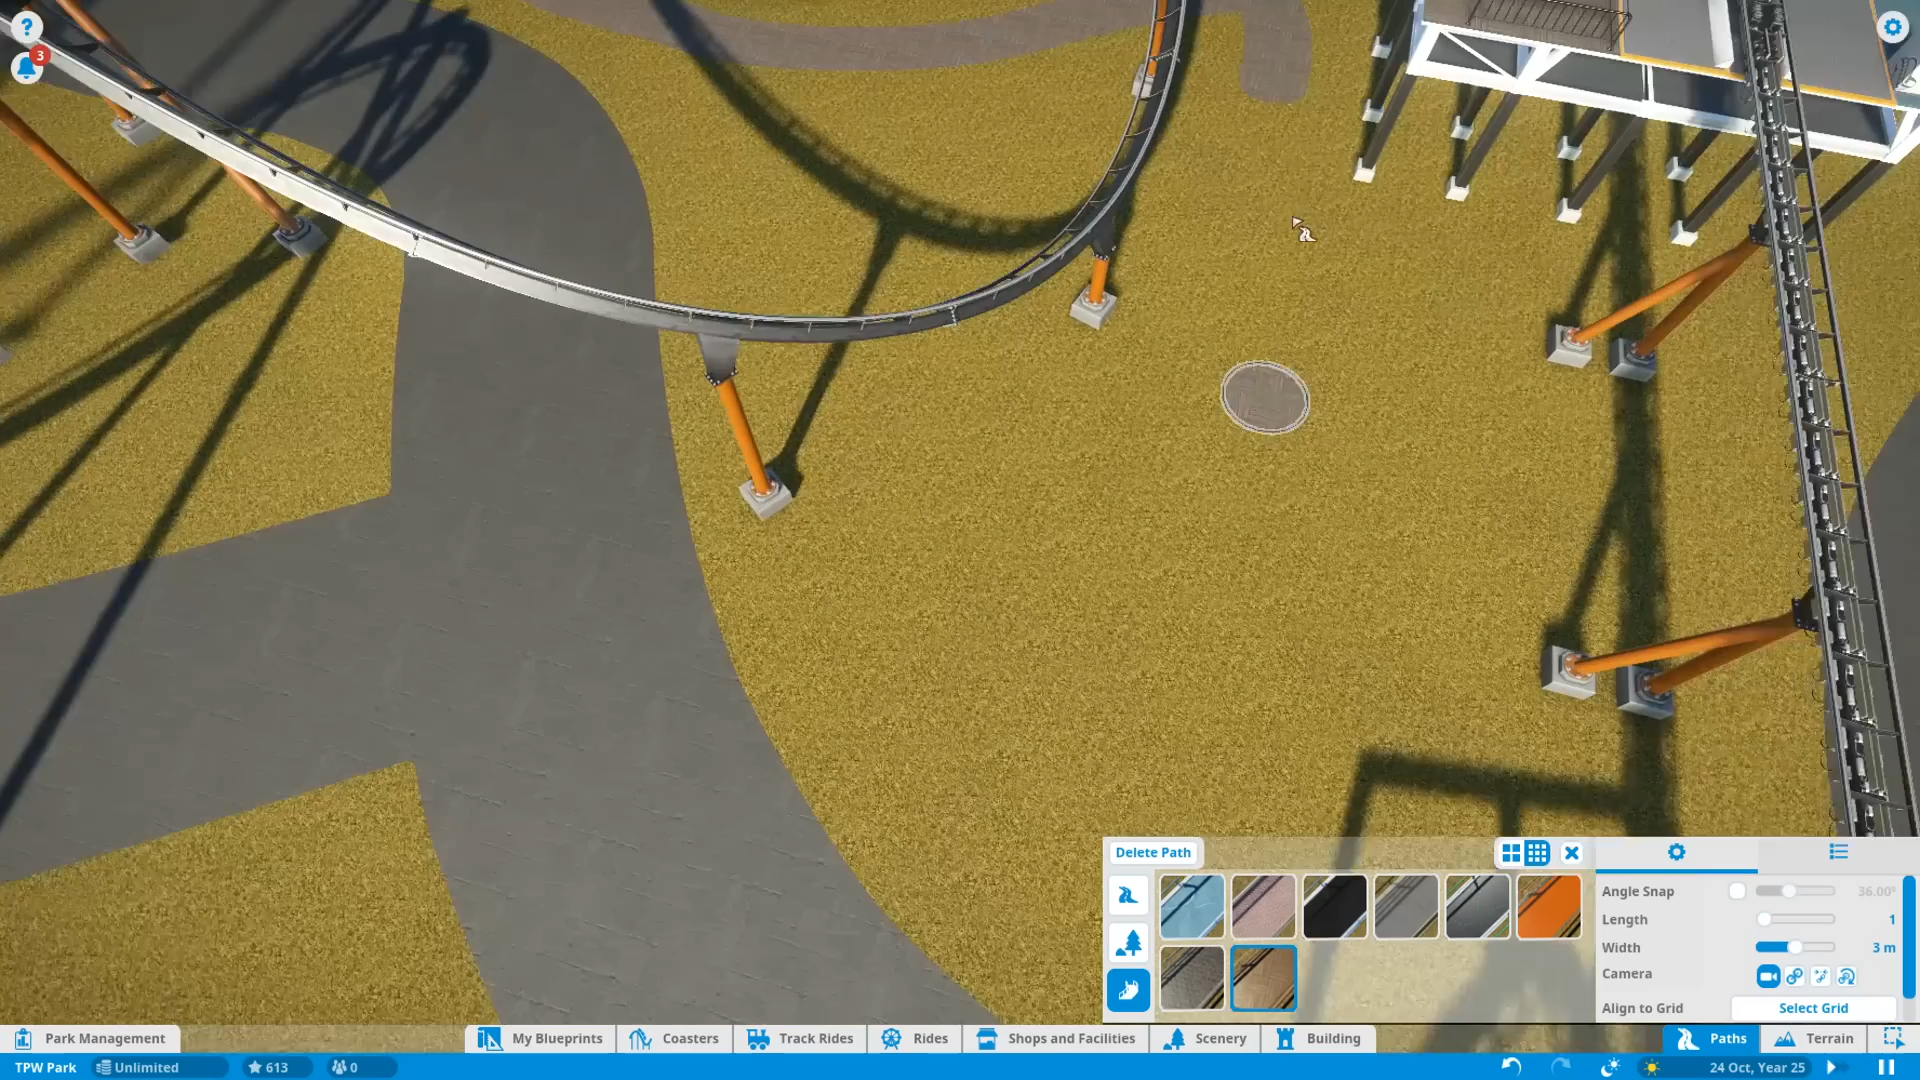 ?
3
Delete Path
Angle Snap 36.00°
Length 1
Width 3 m
Camera
Align to Grid Select Grid
Park Management My Blueprints Coasters Track Rides Rides Shops and Facilities Scenery Building Paths Terrain
TPW Park Unlimited 613 0 24 Oct, Year 25